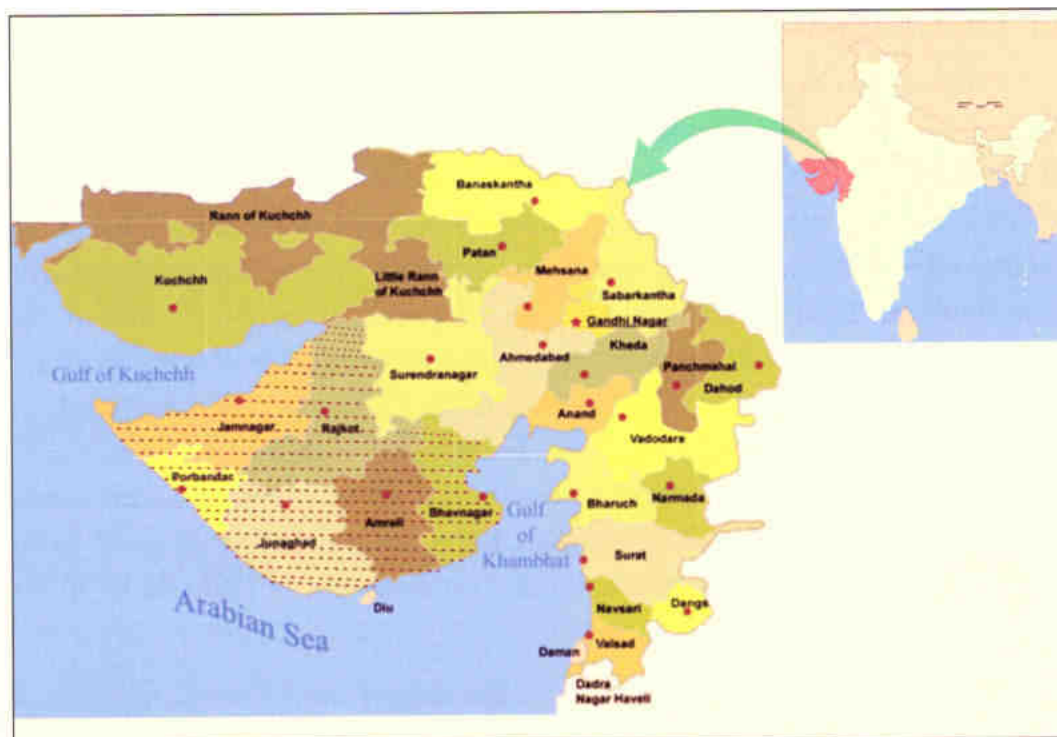 Banaskantha
Rann of Kuchchh
Patan
Mehsana
Kuchchh
Little Rann
of Kuchchh
Sabarkantha
Gandhi Nagar
Kheda
Ahmedabad
Panchmahal
Gulf of Kuchchh
Surendranagar
Dahod
Anand
Jamnagar
Rajkot
Vadodara
Porbandar
Bharuch
Narmada
Bhavnagar
Amreli
Gulf
of
Khambhat
Junaghad
Surat
Arabian Sea
Diu
Navsari
Dangs
Valsad
Daman
Dadra
Nagar Haveli